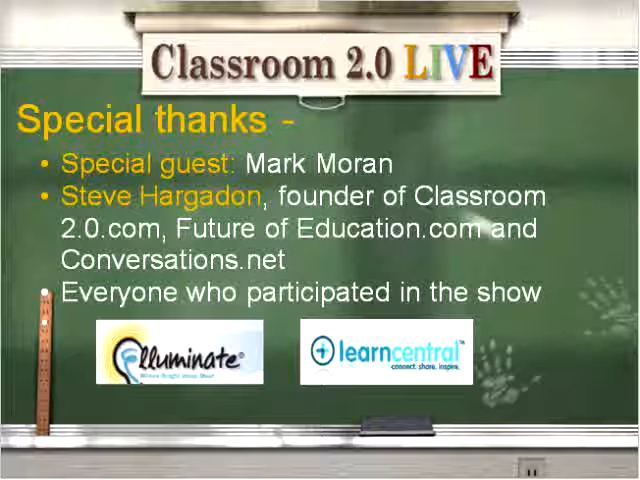 Classroom 2.0 LIVE
Special thanks -
• Special guest: Mark Moran
• Steve Hargadon, founder of Classroom
2.0.com, Future of Education.com and
Conversations.net
• Everyone who participated in the show
elluminate®
learncentral™
connect. share. inspire.